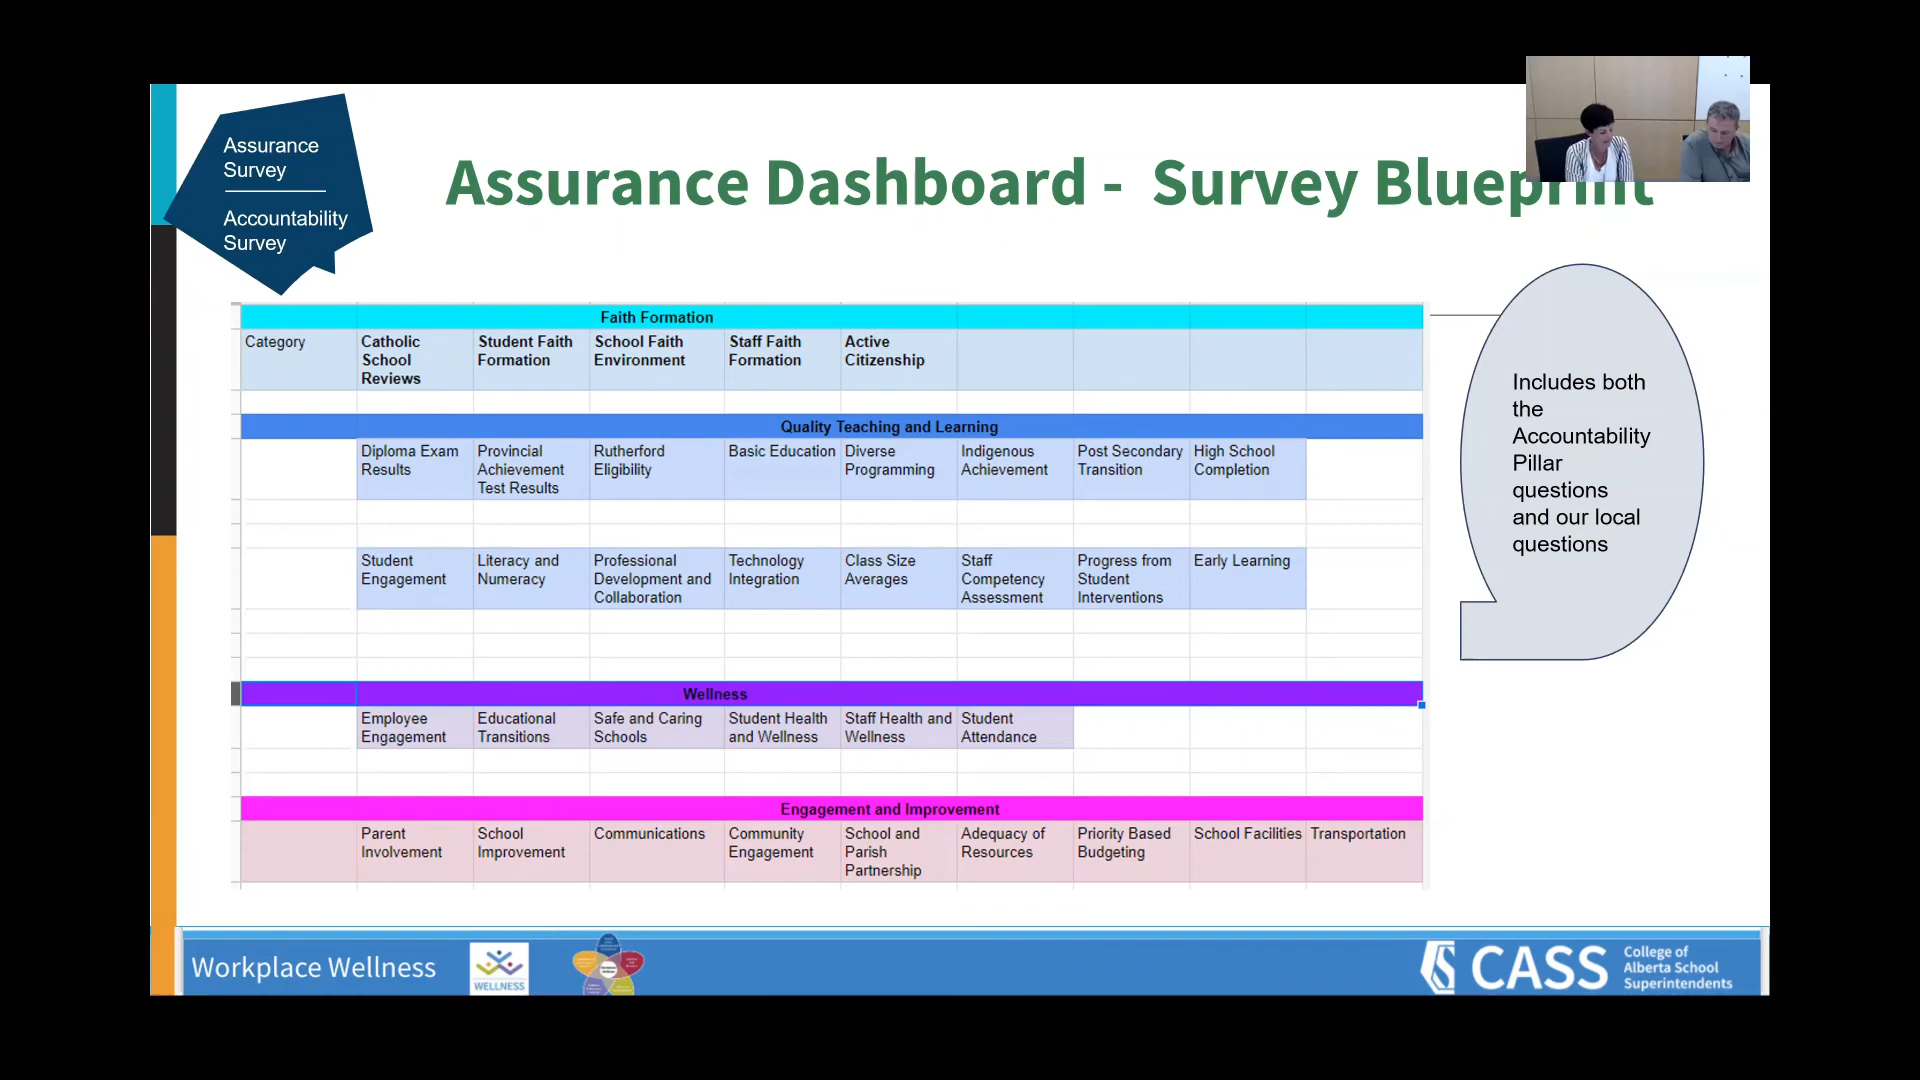 Assurance
Survey
Accountability
Survey
Assurance Dashboard - Survey Blueprint
Faith Formation
Category
Catholic
School
Reviews
Student Faith
Formation
School Faith
Environment
Staff Faith
Formation
Active
Citizenship
Quality Teaching and Learning
Diploma Exam
Results
Provincial
Achievement
Test Results
Rutherford
Eligibility
Basic Education
Diverse
Programming
Indigenous
Achievement
Post Secondary
Transition
High School
Completion
Student
Engagement
Literacy and
Numeracy
Professional
Development and
Collaboration
Technology
Integration
Class Size
Averages
Staff
Competency
Assessment
Progress from
Student
Interventions
Early Learning
Wellness
Employee
Engagement
Educational
Transitions
Safe and Caring
Schools
Student Health
and Wellness
Staff Health and
Wellness
Student
Attendance
Engagement and Improvement
Parent
Involvement
School
Improvement
Communications
Community
Engagement
School and
Parish
Partnership
Adequacy of
Resources
Priority Based
Budgeting
School Facilities
Transportation
Includes both
the
Accountability
Pillar
questions
and our local
questions
Workplace Wellness
WELLNESS
CASS
College of
Alberta School
Superintendents